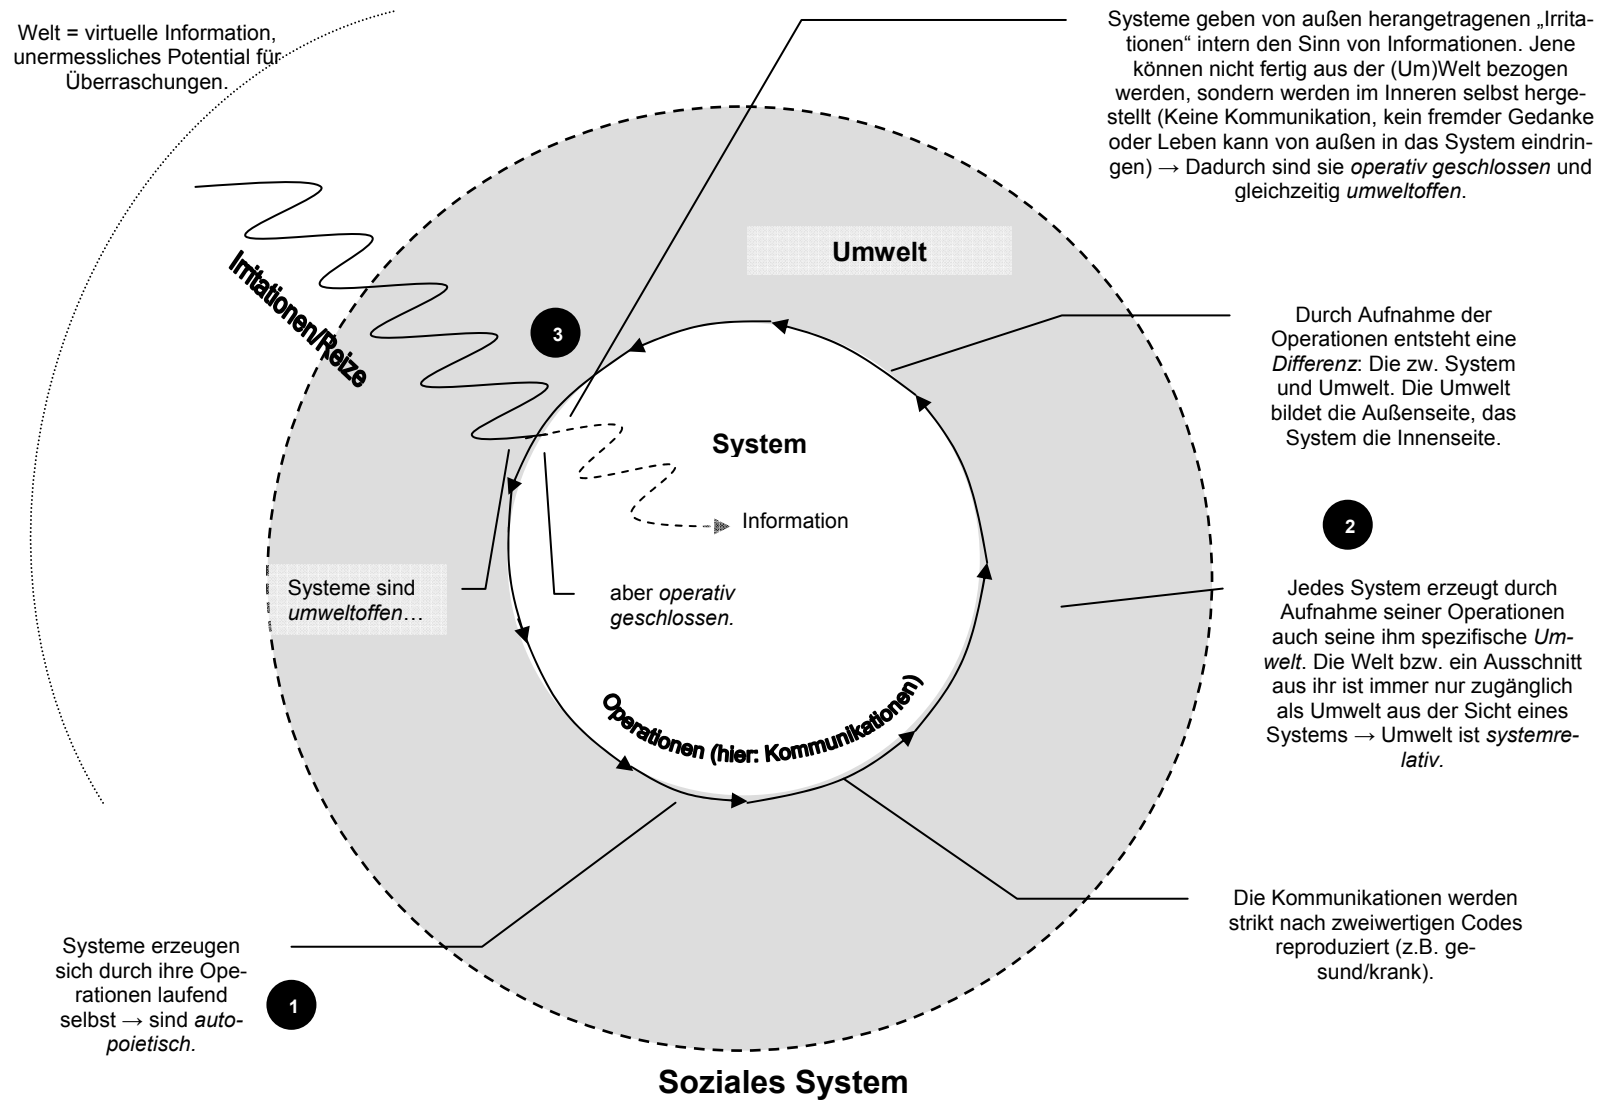 Welt = virtuelle Information,
unermessliches Potential für
Überraschungen.
Systeme geben von außen herangetragenen „Irrita-
tionen“ intern den Sinn von Informationen. Jene
können nicht fertig aus der (Um)Welt bezogen
werden, sondern werden im Inneren selbst herge-
stellt (Keine Kommunikation, kein fremder Gedanke
oder Leben kann von außen in das System eindrin-
gen) → Dadurch sind sie operativ geschlossen und
gleichzeitig umweltoffen.
Umwelt
Irritationen/Reize
3
Durch Aufnahme der
Operationen entsteht eine
Differenz: Die zw. System
und Umwelt. Die Umwelt
bildet die Außenseite, das
System die Innenseite.
System
Information
2
Systeme sind
umweltoffen…
aber operativ
geschlossen.
Jedes System erzeugt durch
Aufnahme seiner Operationen
auch seine ihm spezifische Um-
welt. Die Welt bzw. ein Ausschnitt
aus ihr ist immer nur zugänglich
als Umwelt aus der Sicht eines
Systems → Umwelt ist systemre-
lativ.
Operationen (hier: Kommunikationen)
Die Kommunikationen werden
strikt nach zweiwertigen Codes
reproduziert (z.B. ge-
sund/krank).
Systeme erzeugen
sich durch ihre Ope-
rationen laufend
selbst → sind auto-
poietisch.
1
Soziales System